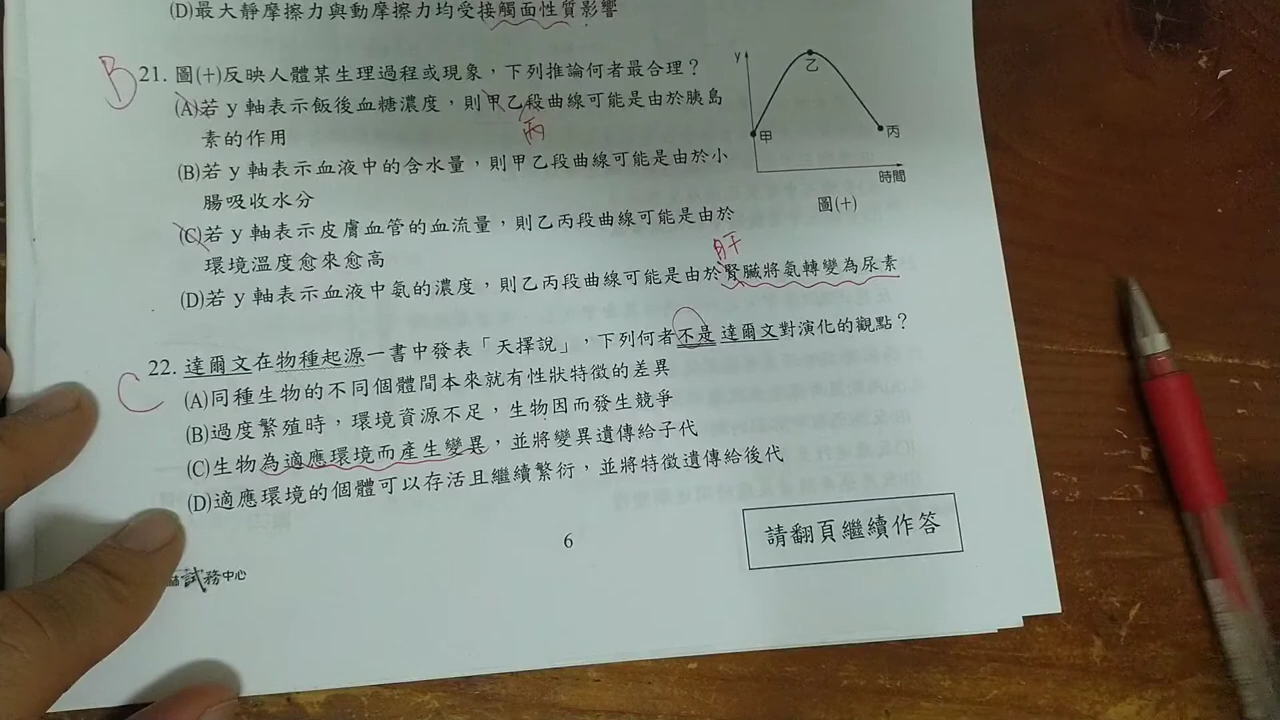 (D)最大靜摩擦力與動摩擦力均受接觸面性質影響
B
21. 圖(十)反映人體某生理過程或現象，下列推論何者最合理？
(A)若 y 軸表示飯後血糖濃度，則甲乙段曲線可能是由於胰島
丙
素的作用
(B)若 y 軸表示血液中的含水量，則甲乙段曲線可能是由於小
腸吸收水分
(C)若 y 軸表示皮膚血管的血流量，則乙丙段曲線可能是由於
環境溫度愈來愈高
肝
(D)若 y 軸表示血液中氨的濃度，則乙丙段曲線可能是由於腎臟將氨轉變為尿素
y
乙
甲
丙
時間
圖(十)
C
22. 達爾文在物種起源一書中發表「天擇說」，下列何者不是達爾文對演化的觀點？
(A)同種生物的不同個體間本來就有性狀特徵的差異
(B)過度繁殖時，環境資源不足，生物因而發生競爭
(C)生物為適應環境而產生變異，並將變異遺傳給子代
(D)適應環境的個體可以存活且繼續繁衍，並將特徵遺傳給後代
6
請翻頁繼續作答
試務中心